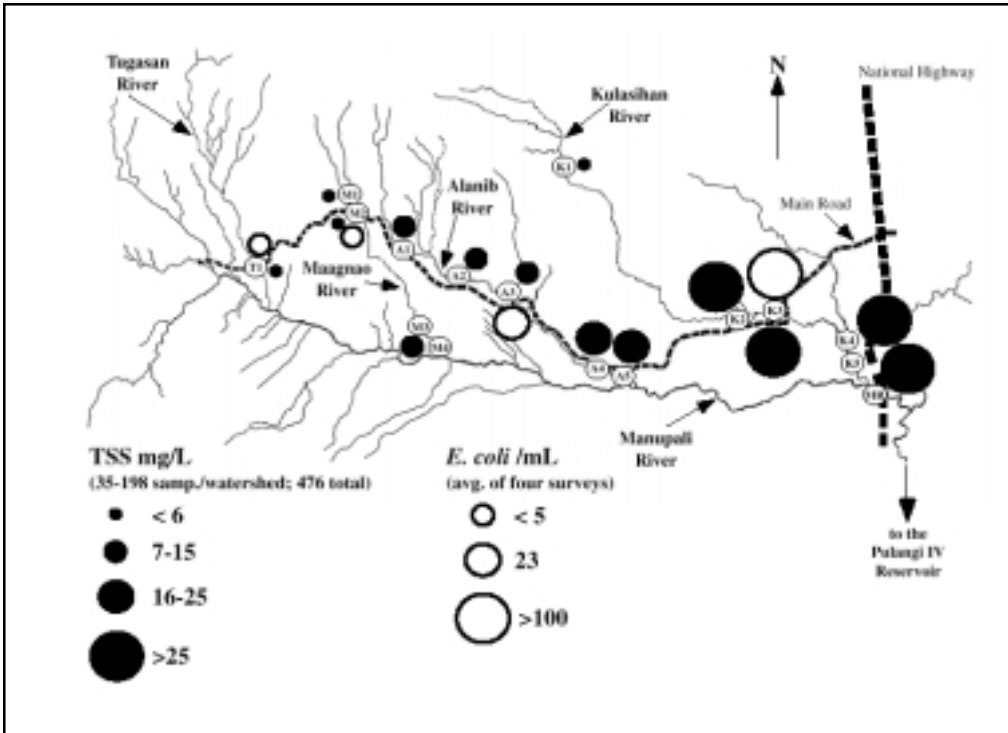 Tugasan
River
Kulasihan
River
N
National Highway
K1
M1
M2
Alanib
River
Main Road
A1
T1
A2
Maagnao
River
A3
K2
K3
M3
M4
K4
K5
A4
A5
Manupali
River
TSS mg/L
(35-198 samp./watershed; 476 total)
< 6
7-15
16-25
>25
E. coli /mL
(avg. of four surveys)
< 5
23
>100
to the
Pulangi IV
Reservoir